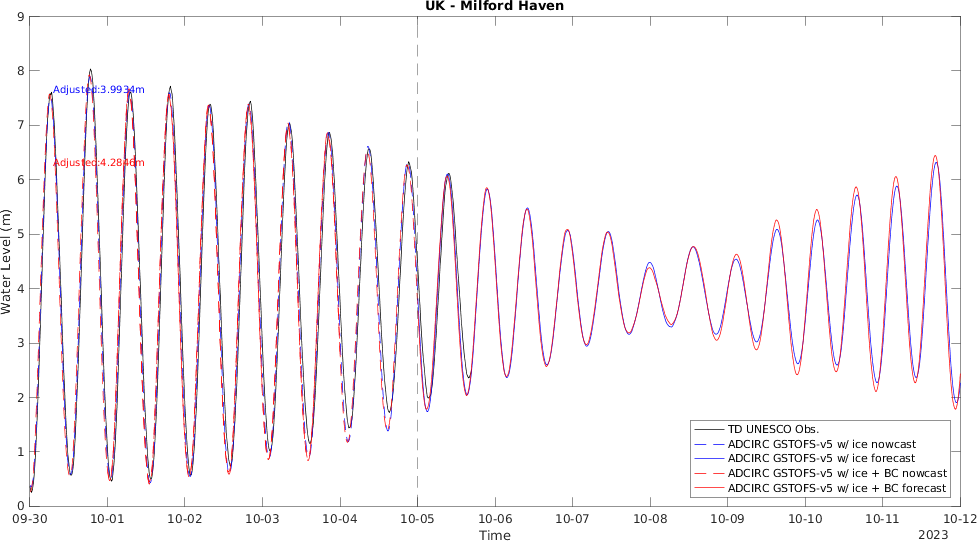 UK - Milford Haven
9
8
7
6
5
4
3
2
1
0
Water Level (m)
Adjusted:3.9934m
Adjusted:4.2846m
TD UNESCO Obs.
ADCIRC GSTOFS-v5 w/ ice nowcast
ADCIRC GSTOFS-v5 w/ ice forecast
ADCIRC GSTOFS-v5 w/ ice + BC nowcast
ADCIRC GSTOFS-v5 w/ ice + BC forecast
09-30 10-01 10-02 10-03 10-04 10-05 10-06 10-07 10-08 10-09 10-10 10-11 10-12
Time
2023